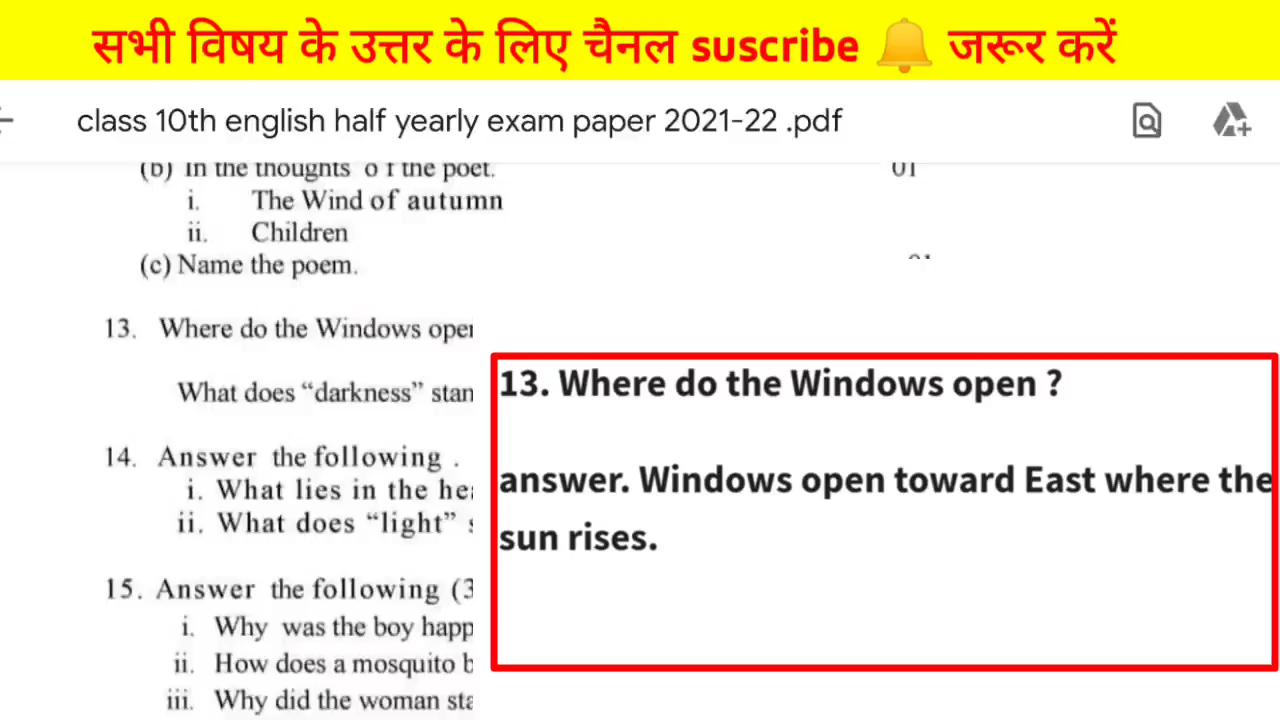 सभी विषय के उत्तर के लिए चैनल suscribe 🔔 जरूर करें
class 10th english half yearly exam paper 2021-22 .pdf
(b) In the thoughts o f the poet. 01
i. The Wind of autumn
ii. Children
(c) Name the poem.
13. Where do the Windows open
What does “darkness” stan
14. Answer the following .
i. What lies in the hea
ii. What does “light” s
15. Answer the following (3
i. Why was the boy happ
ii. How does a mosquito b
iii. Why did the woman sta
13. Where do the Windows open ?
answer. Windows open toward East where the
sun rises.